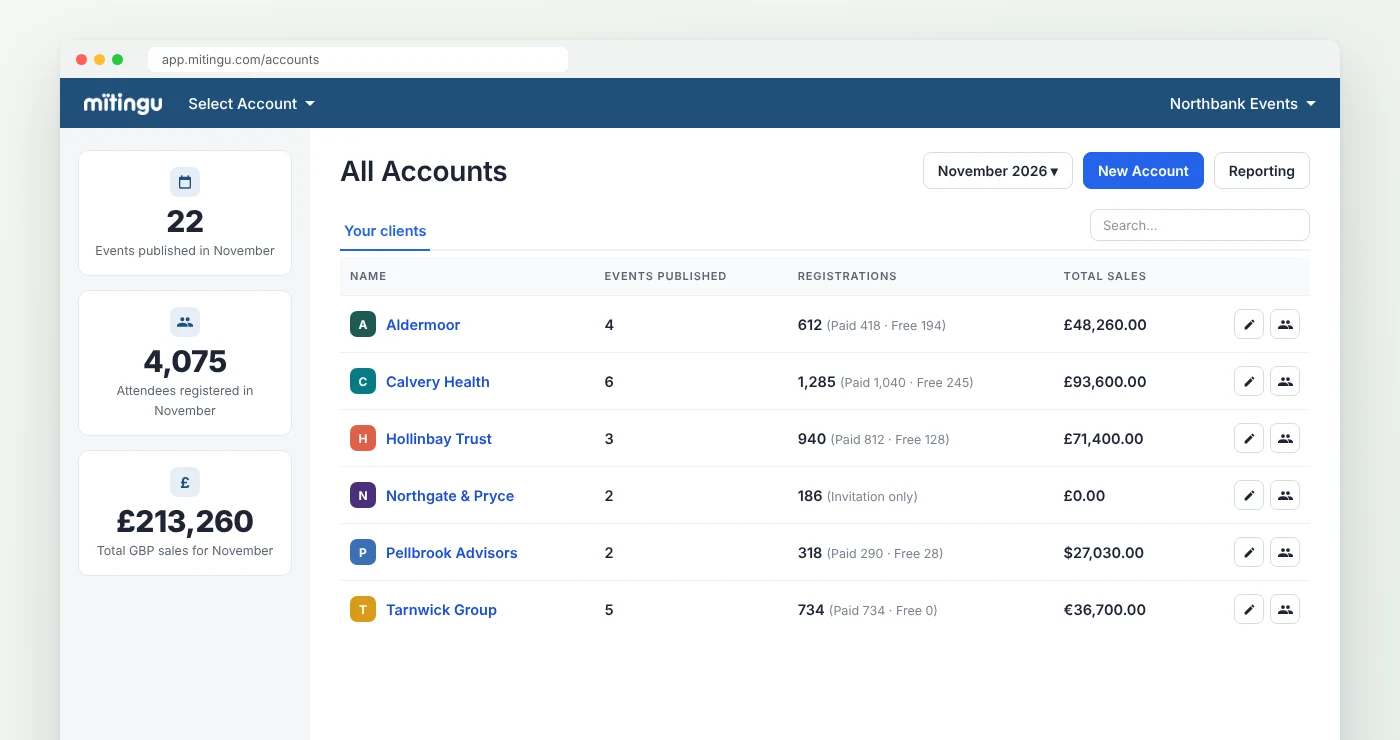 app.mitingu.com/accounts
mitingu
Select Account
Northbank Events
22
Events published in November
4,075
Attendees registered in
November
£
£213,260
Total GBP sales for November
All Accounts
November 2026 ▾
New Account
Reporting
Your clients
Search...
NAME EVENTS PUBLISHED REGISTRATIONS TOTAL SALES
A Aldermoor 4 612 (Paid 418 · Free 194) £48,260.00
C Calvery Health 6 1,285 (Paid 1,040 · Free 245) £93,600.00
H Hollinbay Trust 3 940 (Paid 812 · Free 128) £71,400.00
N Northgate & Pryce 2 186 (Invitation only) £0.00
P Pellbrook Advisors 2 318 (Paid 290 · Free 28) $27,030.00
T Tarnwick Group 5 734 (Paid 734 · Free 0) €36,700.00